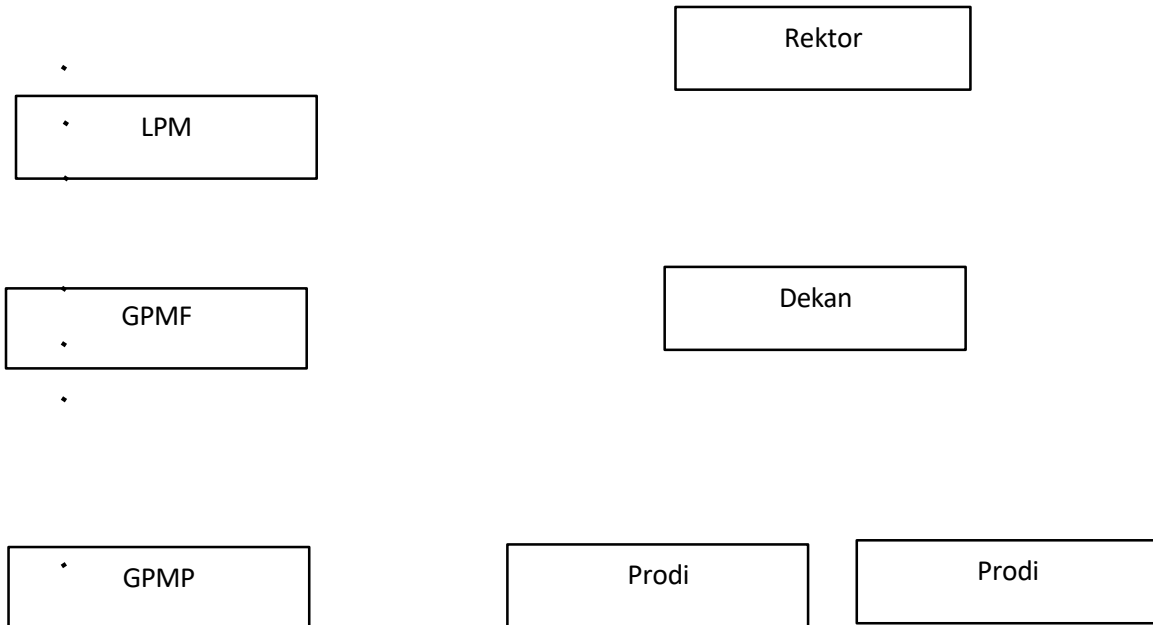 Rektor
LPM
Dekan
GPMF
Prodi
Prodi
GPMP